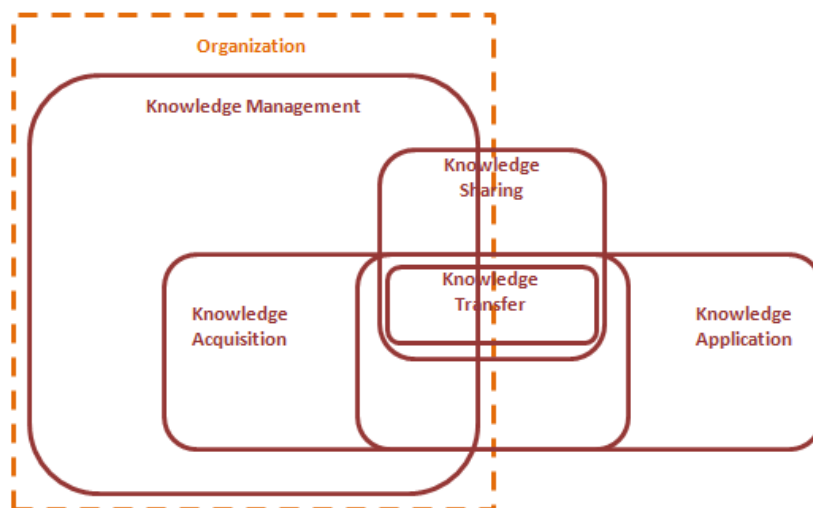 Organization
Knowledge Management
Knowledge
Sharing
Knowledge
Transfer
Knowledge
Acquisition
Knowledge
Application